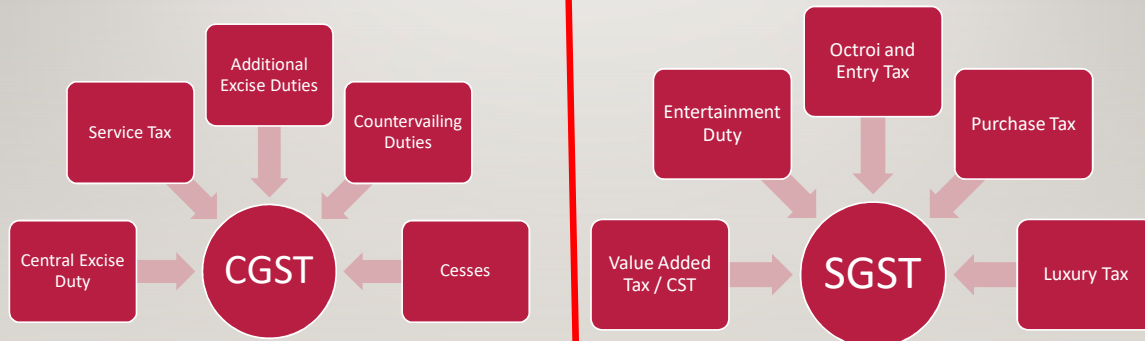 Additional
Excise Duties
Service Tax
Countervailing
Duties
Central Excise
Duty
CGST
Cesses
Octroi and
Entry Tax
Entertainment
Duty
Purchase Tax
Value Added
Tax / CST
SGST
Luxury Tax